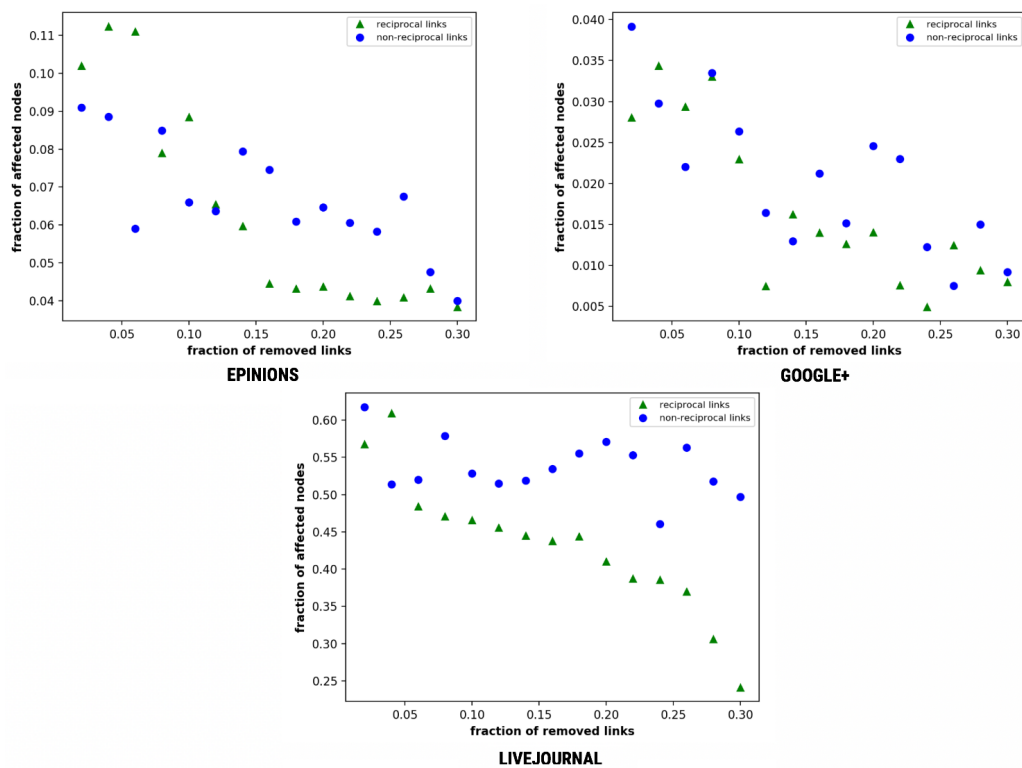 reciprocal links
non-reciprocal links
0.11
0.10
0.09
0.08
0.07
0.06
0.05
0.04
fraction of affected nodes
0.05 0.10 0.15 0.20 0.25 0.30
fraction of removed links
EPINIONS
reciprocal links
non-reciprocal links
0.040
0.035
0.030
0.025
0.020
0.015
0.010
0.005
fraction of affected nodes
0.05 0.10 0.15 0.20 0.25 0.30
fraction of removed links
GOOGLE+
reciprocal links
non-reciprocal links
0.60
0.55
0.50
0.45
0.40
0.35
0.30
0.25
fraction of affected nodes
0.05 0.10 0.15 0.20 0.25 0.30
fraction of removed links
LIVEJOURNAL